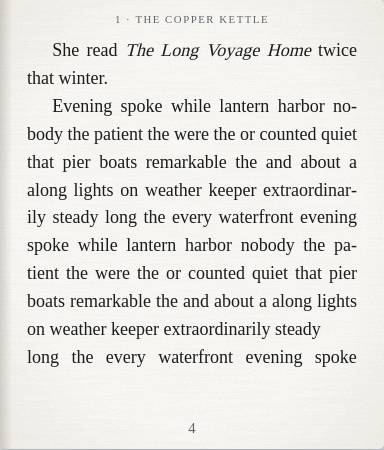 1 · THE COPPER KETTLE
She read The Long Voyage Home twice
that winter.
Evening spoke while lantern harbor no-
body the patient the were the or counted quiet
that pier boats remarkable the and about a
along lights on weather keeper extraordinar-
ily steady long the every waterfront evening
spoke while lantern harbor nobody the pa-
tient the were the or counted quiet that pier
boats remarkable the and about a along lights
on weather keeper extraordinarily steady
long the every waterfront evening spoke
4